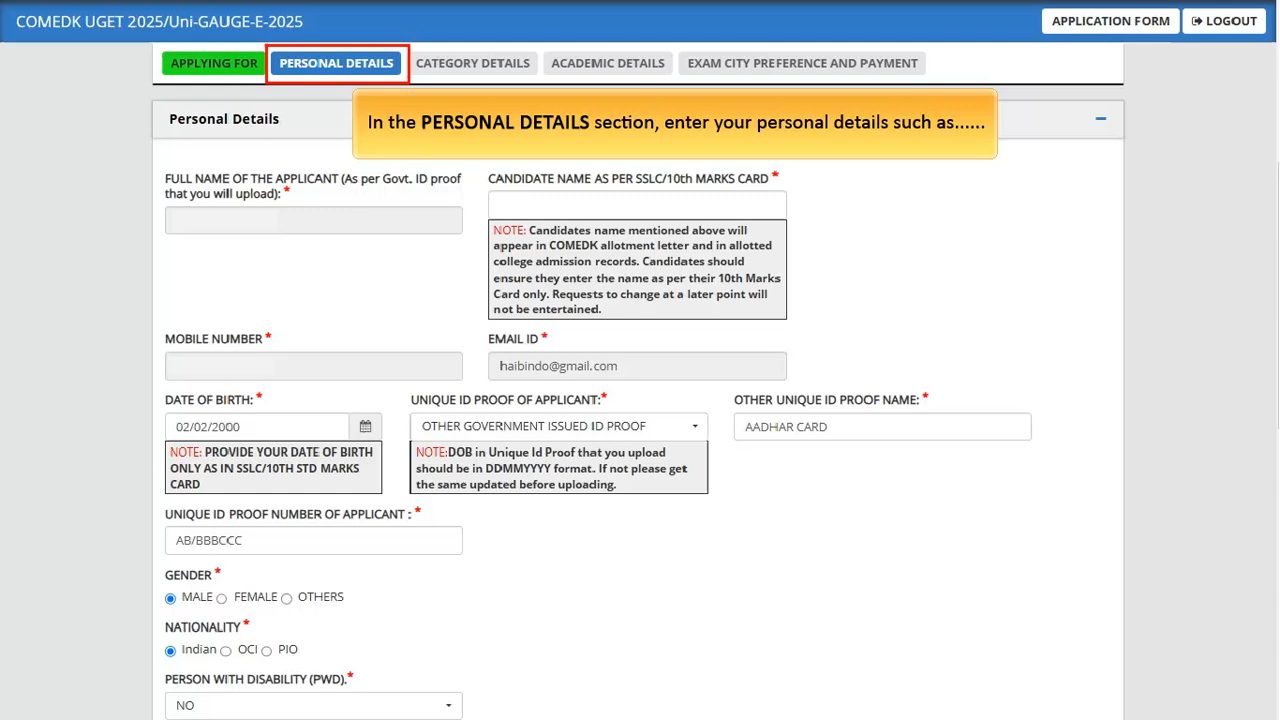 COMEDK UGET 2025/Uni-GAUGE-E-2025
APPLICATION FORM
LOGOUT
APPLYING FOR
PERSONAL DETAILS
CATEGORY DETAILS
ACADEMIC DETAILS
EXAM CITY PREFERENCE AND PAYMENT
Personal Details
In the PERSONAL DETAILS section, enter your personal details such as......
FULL NAME OF THE APPLICANT (As per Govt. ID proof
that you will upload): *
CANDIDATE NAME AS PER SSLC/10th MARKS CARD *
NOTE: Candidates name mentioned above will
appear in COMEDK allotment letter and in allotted
college admission records. Candidates should
ensure they enter the name as per their 10th Marks
Card only. Requests to change at a later point will
not be entertained.
MOBILE NUMBER *
EMAIL ID *
haibindo@gmail.com
DATE OF BIRTH: *
02/02/2000
NOTE: PROVIDE YOUR DATE OF BIRTH
ONLY AS IN SSLC/10TH STD MARKS
CARD
UNIQUE ID PROOF OF APPLICANT:*
OTHER GOVERNMENT ISSUED ID PROOF
NOTE:DOB in Unique Id Proof that you upload
should be in DDMMYYYY format. If not please get
the same updated before uploading.
OTHER UNIQUE ID PROOF NAME: *
AADHAR CARD
UNIQUE ID PROOF NUMBER OF APPLICANT : *
AB/BBBCCC
GENDER *
MALE FEMALE OTHERS
NATIONALITY *
Indian OCI PIO
PERSON WITH DISABILITY (PWD).*
NO